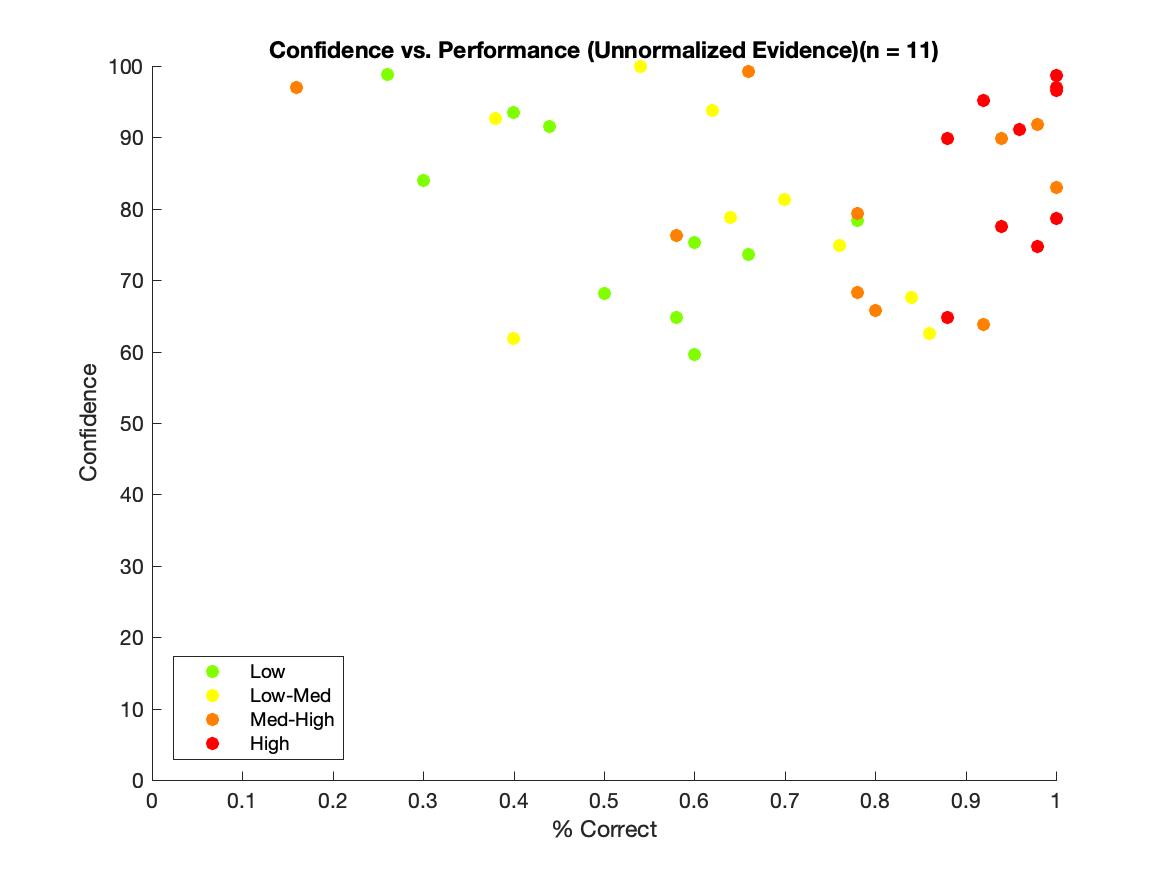 Confidence vs. Performance (Unnormalized Evidence)(n = 11)
100
90
80
70
60
50
40
30
20
10
0
Confidence
Low
Low-Med
Med-High
High
0 0.1 0.2 0.3 0.4 0.5 0.6 0.7 0.8 0.9 1
% Correct